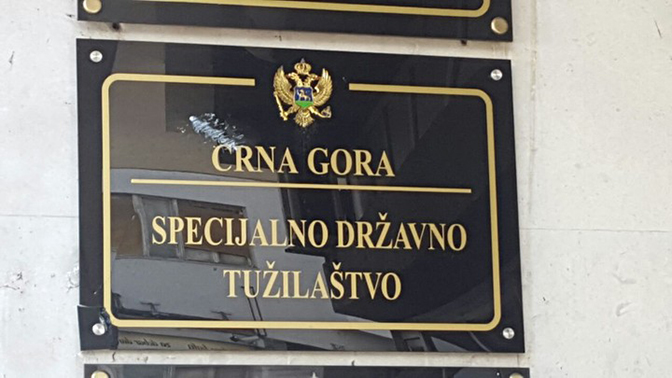 CRNA GORA
SPECIJALNO DRŽAVNO
TUŽILAŠTVO